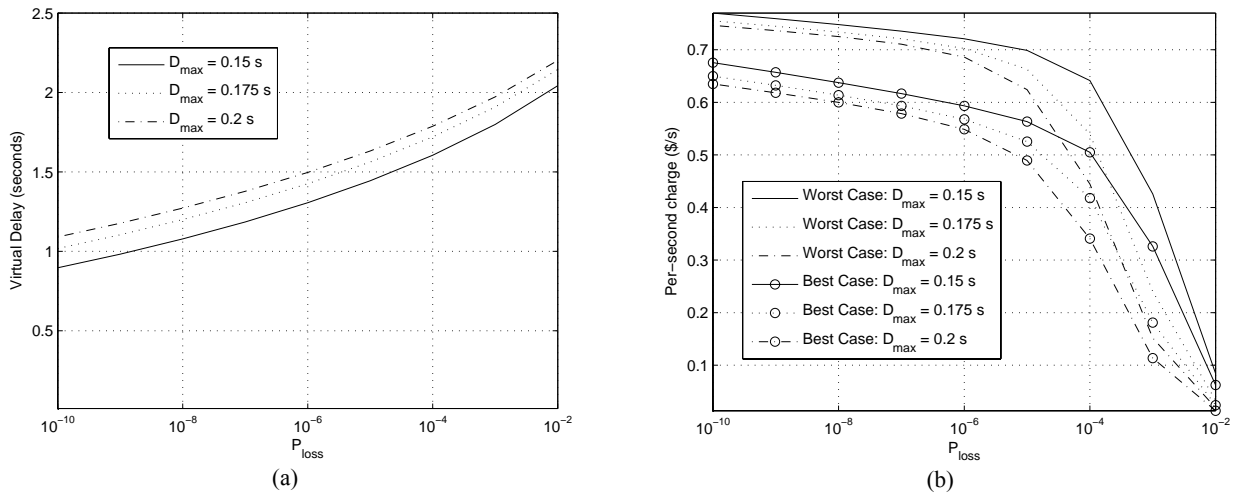 2.5
2
1.5
1
0.5
Virtual Delay (seconds)
D_max = 0.15 s
D_max = 0.175 s
D_max = 0.2 s
10^-10
10^-8
10^-6
10^-4
10^-2
P_loss
(a)
0.7
0.6
0.5
0.4
0.3
0.2
0.1
Per-second charge ($/s)
Worst Case: D_max = 0.15 s
Worst Case: D_max = 0.175 s
Worst Case: D_max = 0.2 s
Best Case: D_max = 0.15 s
Best Case: D_max = 0.175 s
Best Case: D_max = 0.2 s
10^-10
10^-8
10^-6
10^-4
10^-2
P_loss
(b)